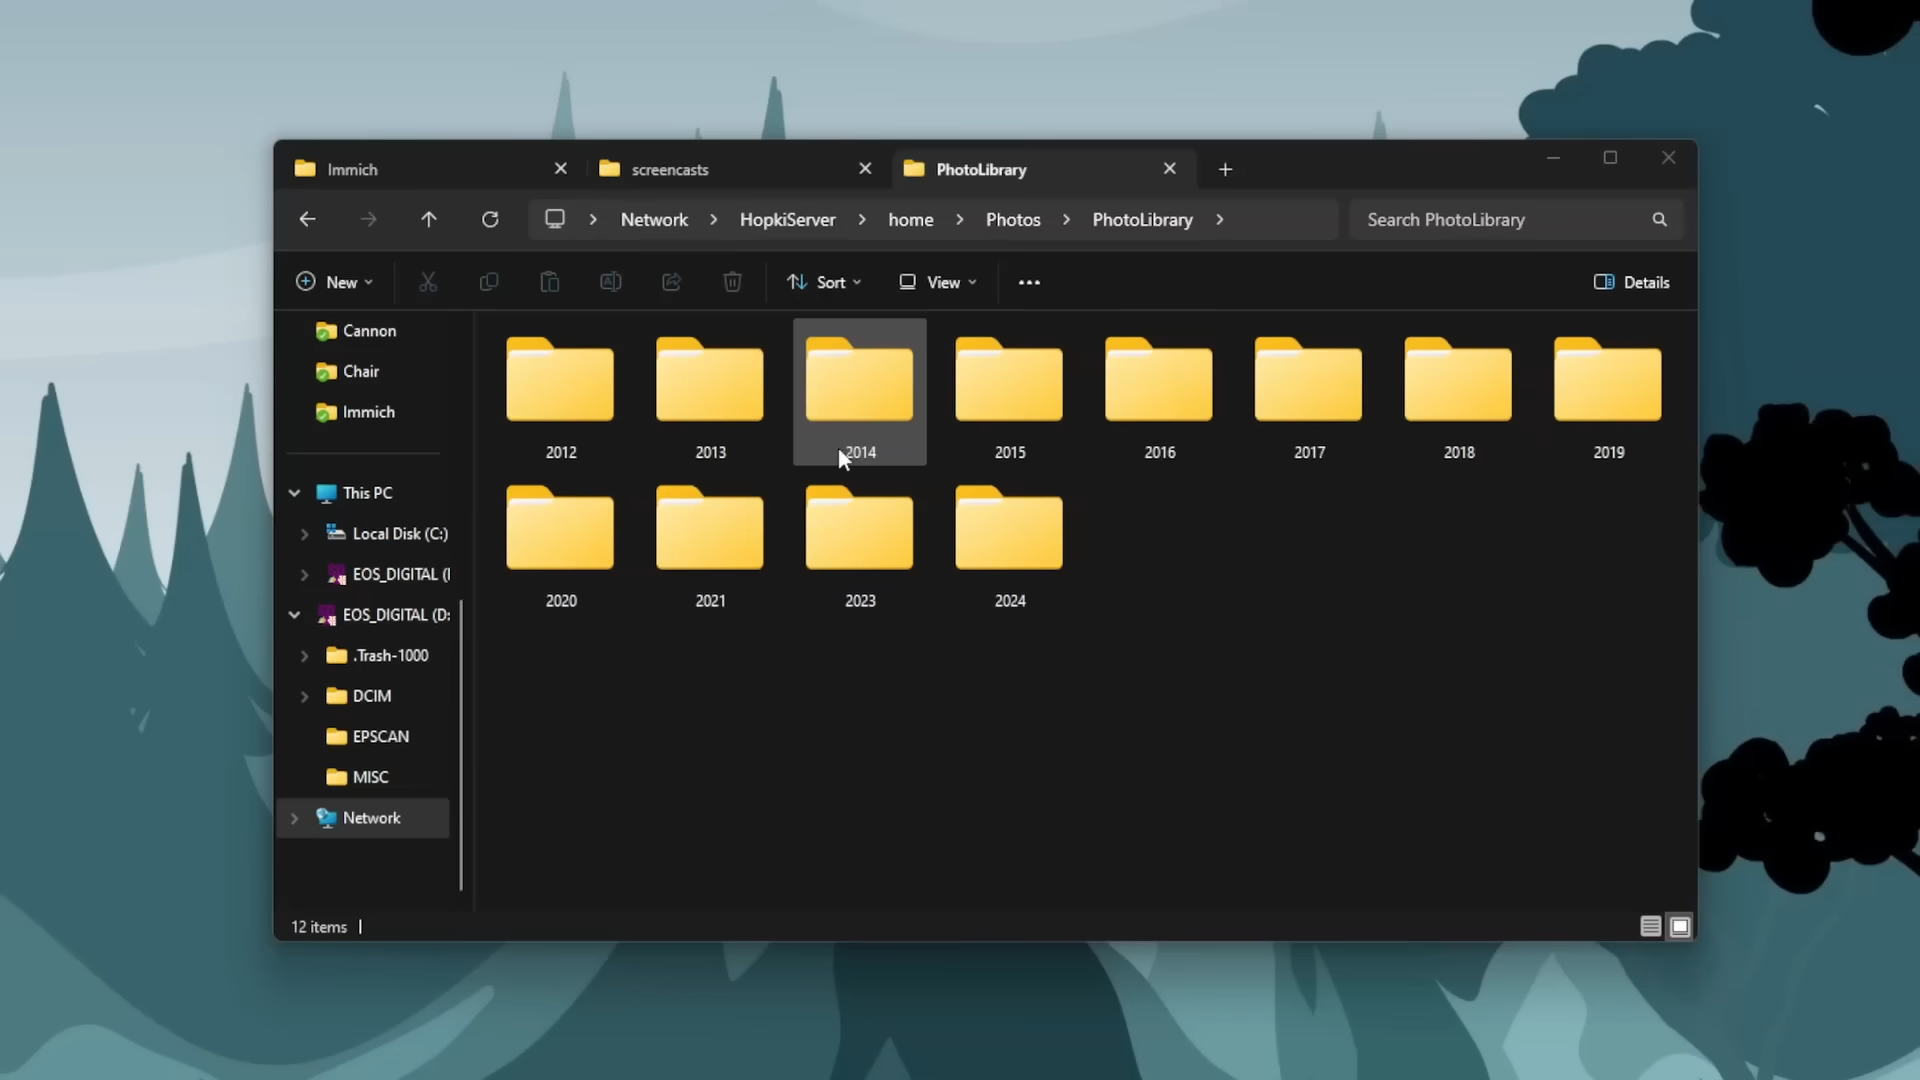 Immich
screencasts
PhotoLibrary
Network > HopkiServer > home > Photos > PhotoLibrary >
Search PhotoLibrary
New
Sort
View
Details
Cannon
Chair
Immich
This PC
Local Disk (C:)
EOS_DIGITAL (
EOS_DIGITAL (D:
.Trash-1000
DCIM
EPSCAN
MISC
Network
2012 2013 2014 2015 2016 2017 2018 2019
2020 2021 2023 2024
12 items